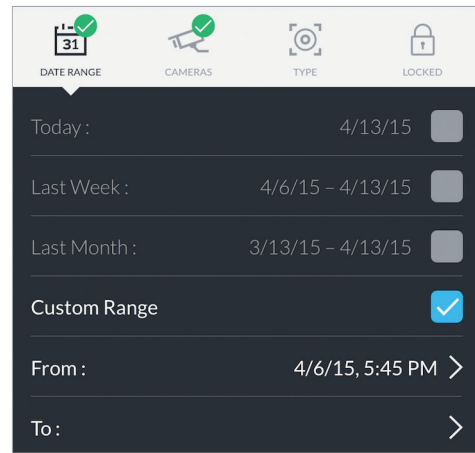 31
DATE RANGE CAMERAS TYPE LOCKED
Today : 4/13/15
Last Week : 4/6/15 – 4/13/15
Last Month : 3/13/15 – 4/13/15
Custom Range
From : 4/6/15, 5:45 PM
To :